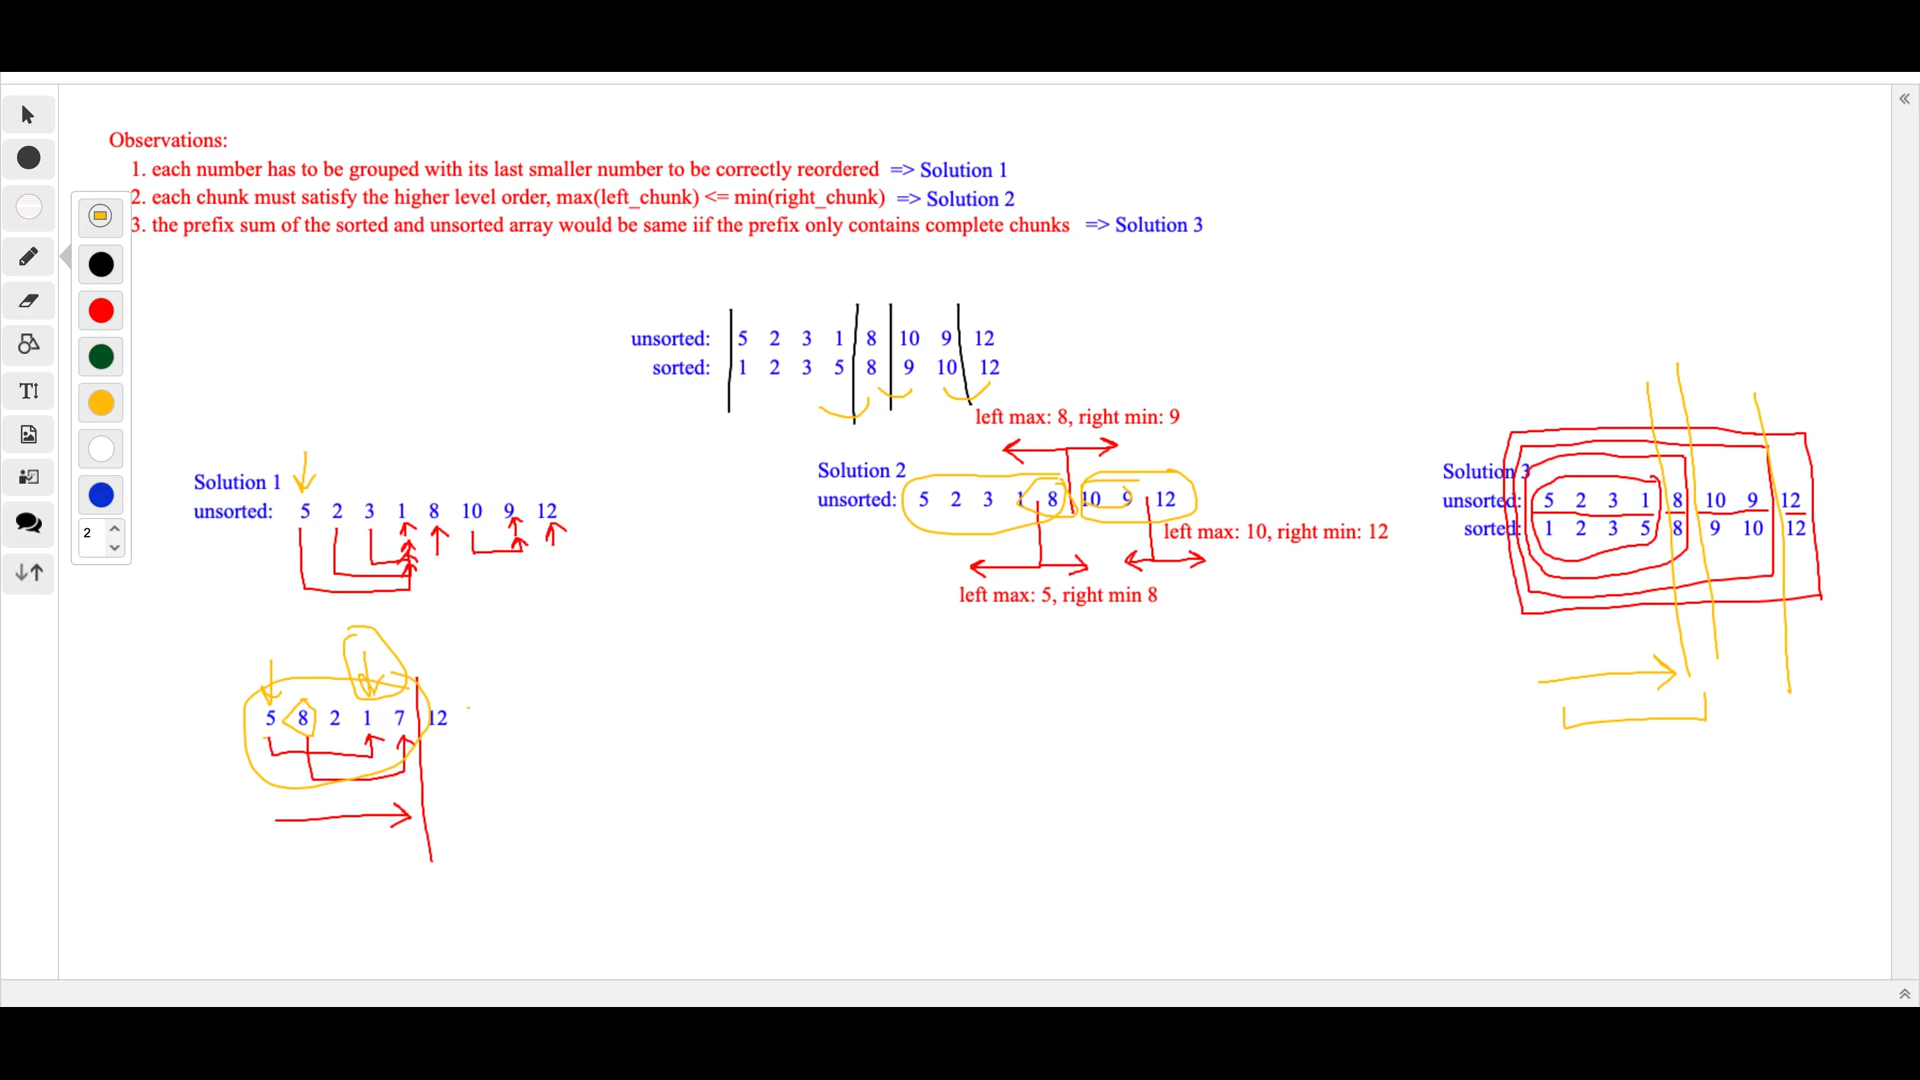 Observations:
1. each number has to be grouped with its last smaller number to be correctly reordered => Solution 1
2. each chunk must satisfy the higher level order, max(left_chunk) <= min(right_chunk) => Solution 2
3. the prefix sum of the sorted and unsorted array would be same iif the prefix only contains complete chunks => Solution 3
unsorted: 5 2 3 1 8 10 9 12
sorted: 1 2 3 5 8 9 10 12
left max: 8, right min: 9
Solution 1
unsorted: 5 2 3 1 8 10 9 12
Solution 2
unsorted: 5 2 3 1 8 10 9 12
left max: 10, right min: 12
left max: 5, right min 8
Solution 3
unsorted: 5 2 3 1 8 10 9 12
sorted: 1 2 3 5 8 9 10 12
5 8 2 1 7 12
2